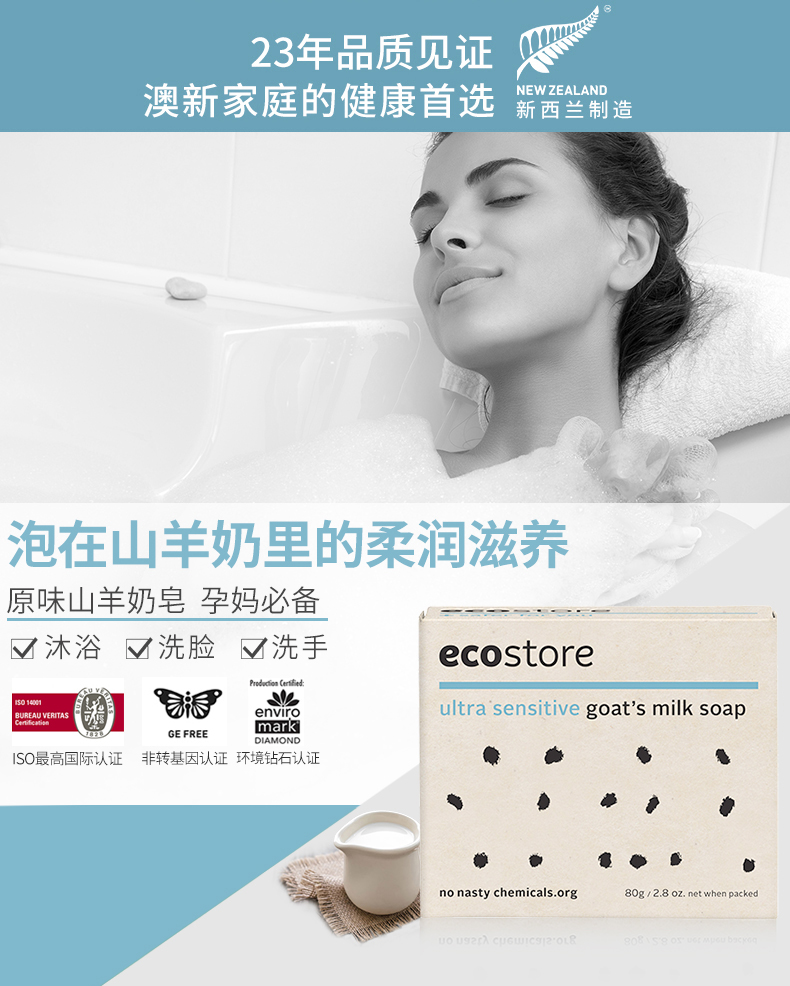 23年品质见证
澳新家庭的健康首选
NEW ZEALAND
新西兰制造
泡在山羊奶里的柔润滋养
原味山羊奶皂 孕妈必备
沐浴 洗脸 洗手
ISO 14001
BUREAU VERITAS
Certification
BUREAU VERITAS
1828
GE FREE
Production Certified:
enviro
mark
DIAMOND
ISO最高国际认证 非转基因认证 环境钻石认证
ecostore
ecostore
ultra sensitive goat's milk soap
no nasty chemicals.org
80g / 2.8 oz. net when packed